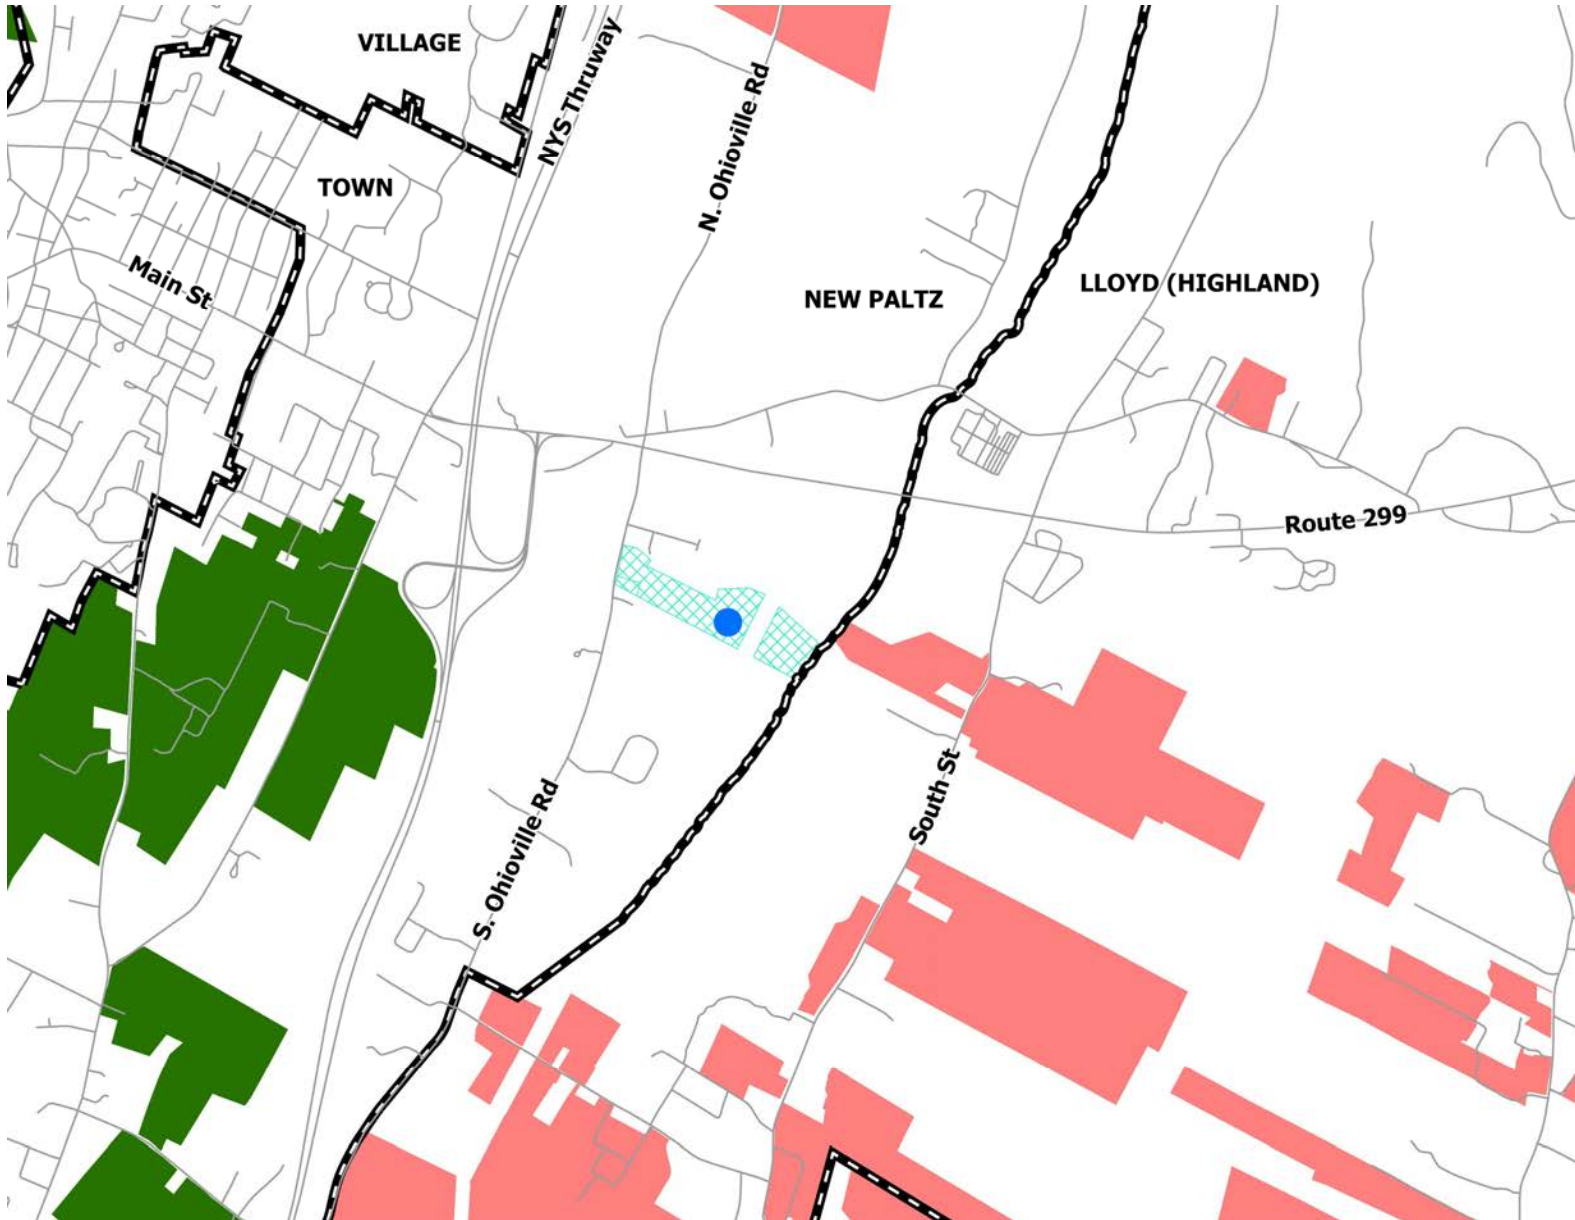 VILLAGE
NYS Thruway
N. Ohioville Rd
TOWN
Main St
NEW PALTZ
LLOYD (HIGHLAND)
Route 299
South St
S. Ohioville Rd